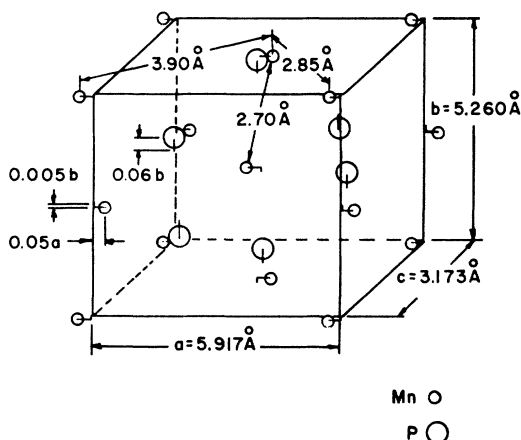 3.90 Å
2.85 Å
2.70 Å
b = 5.260 Å
0.005 b
0.06 b
0.05 a
c = 3.173 Å
a = 5.917 Å
Mn
P